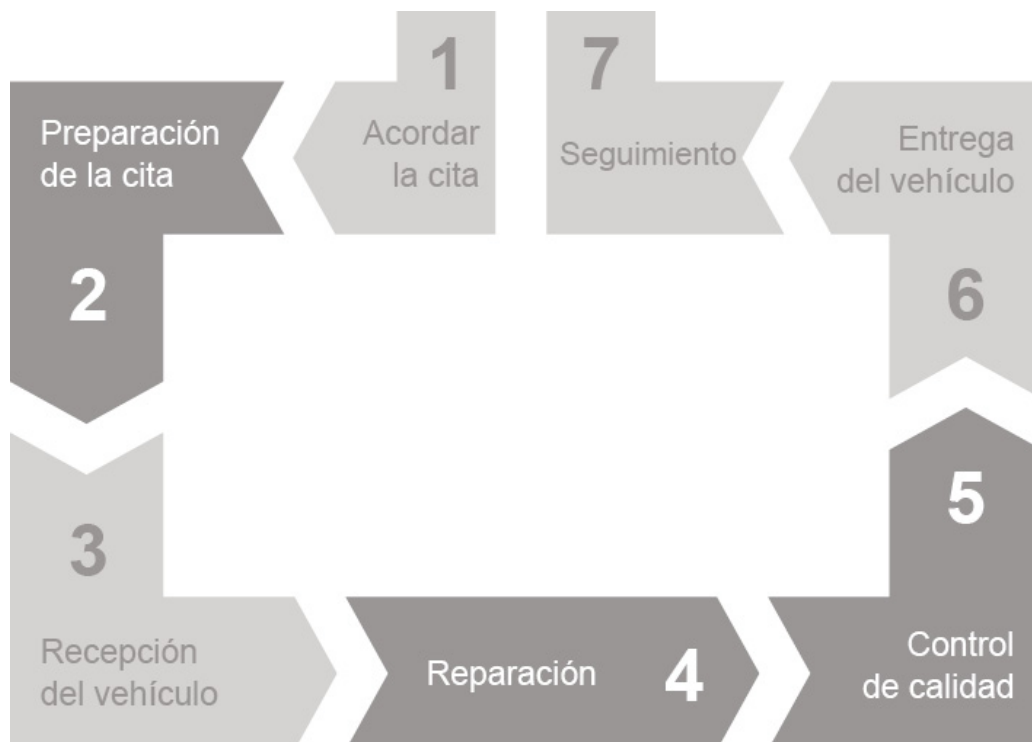 1
Acordar
la cita
Preparación
de la cita
2
3
Recepción
del vehículo
Reparación 4
5
Control
de calidad
Entrega
del vehículo
6
7
Seguimiento